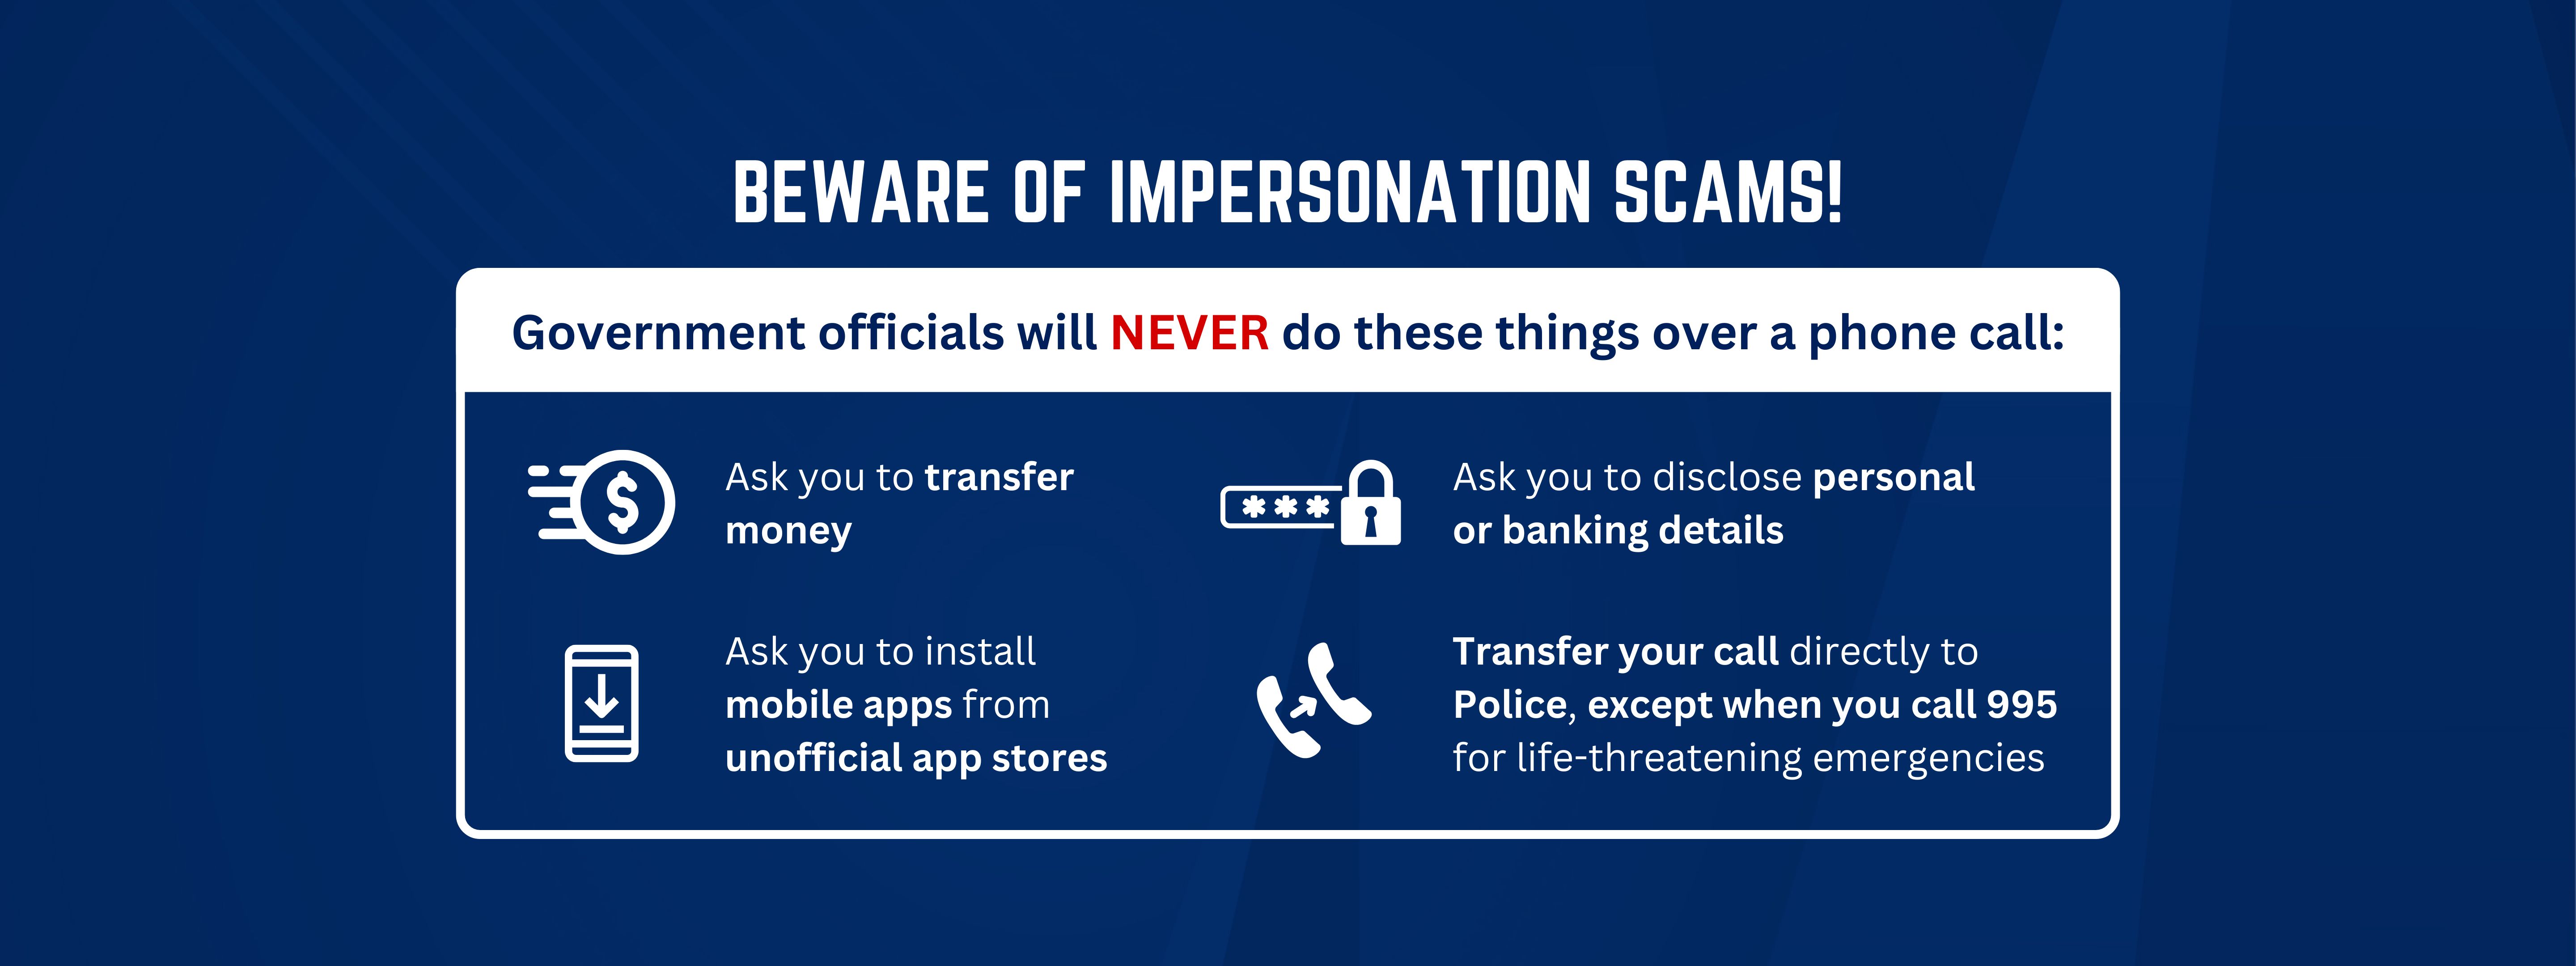 BEWARE OF IMPERSONATION SCAMS!
Government officials will NEVER do these things over a phone call:
Ask you to transfer
money
Ask you to disclose personal
or banking details
Ask you to install
mobile apps from
unofficial app stores
Transfer your call directly to
Police, except when you call 995
for life-threatening emergencies